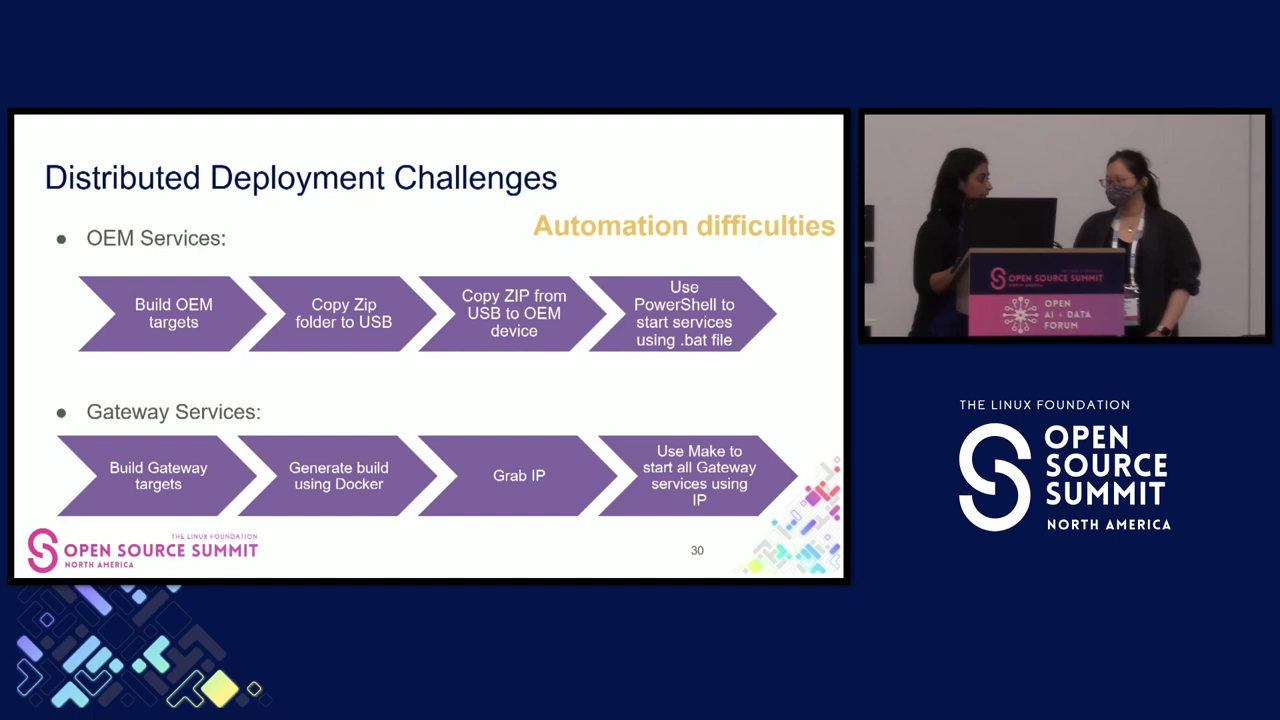 Distributed Deployment Challenges
Automation difficulties
● OEM Services:
Build OEM
targets
Copy Zip
folder to USB
Copy ZIP from
USB to OEM
device
Use
PowerShell to
start services
using .bat file
● Gateway Services:
Build Gateway
targets
Generate build
using Docker
Grab IP
Use Make to
start all Gateway
services using
IP
THE LINUX FOUNDATION
OPEN SOURCE SUMMIT
NORTH AMERICA
30
OPEN SOURCE SUMMIT
OPEN
AI + DATA
FORUM
THE LINUX FOUNDATION
OPEN
SOURCE
SUMMIT
NORTH AMERICA